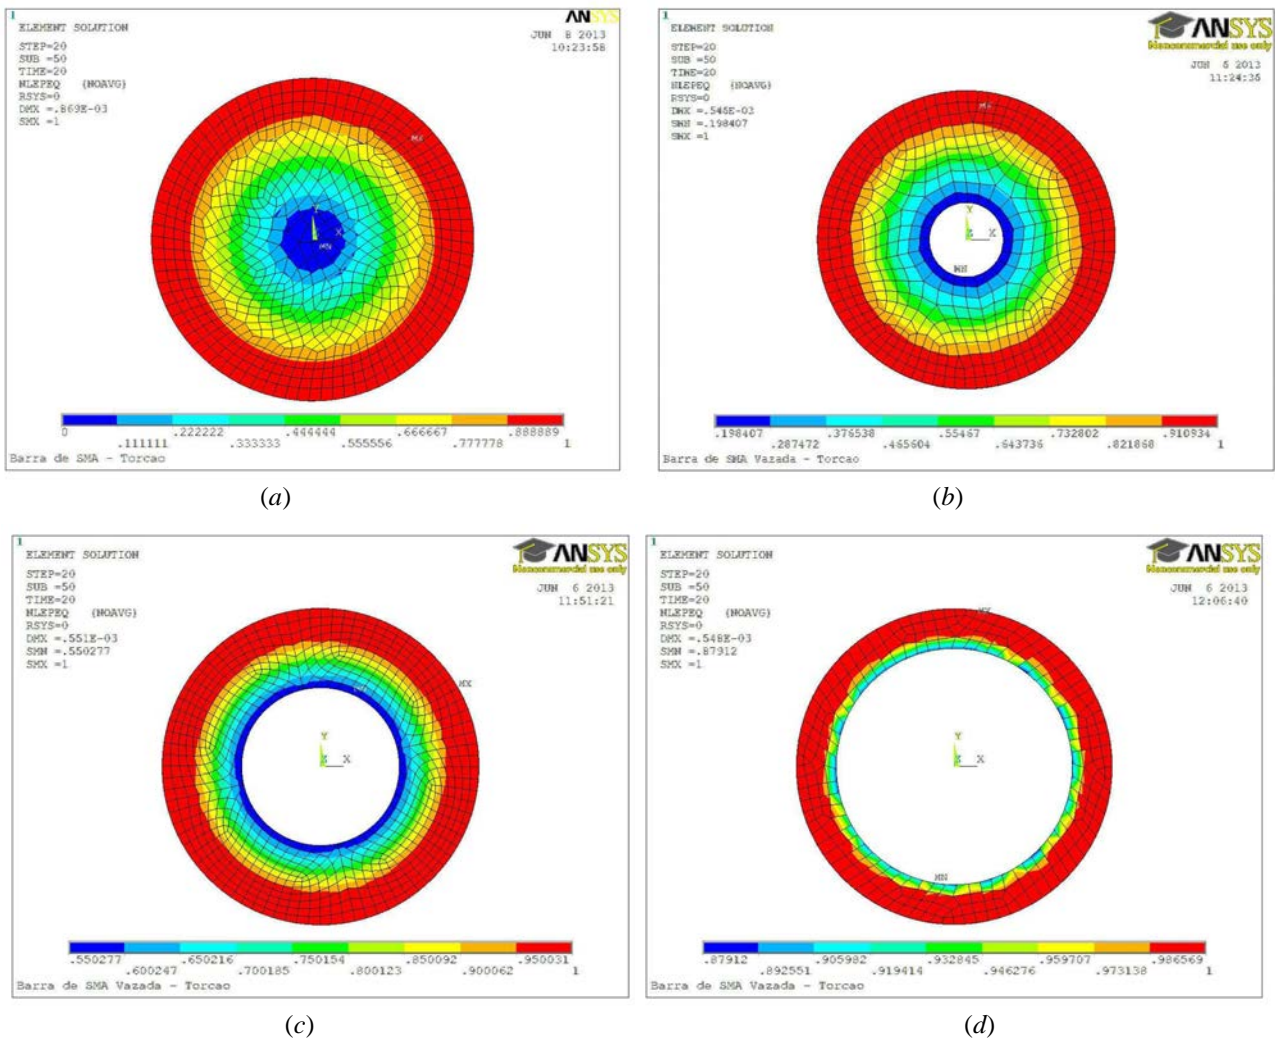 1
ELEMENT SOLUTION
STEP=20
SUB =50
TIME=20
NLEPEQ (NOAVG)
RSYS=0
DMX =.869E-03
SMX =1
ANSYS
JUN 8 2013
10:23:58
MX
Y
X
MN
0
.111111
.222222
.333333
.444444
.555556
.666667
.777778
.888889
1
Barra de SMA - Torcao
(a)
1
ELEMENT SOLUTION
STEP=20
SUB =50
TIME=20
NLEPEQ (NOAVG)
RSYS=0
DMX =.546E-03
SMN =.198407
SMX =1
ANSYS
Noncommercial use only
JUN 6 2013
11:24:36
MX
Y
Z X
MN
.198407
.287472
.376538
.465604
.55467
.643736
.732802
.821868
.910934
1
Barra de SMA Vazada - Torcao
(b)
1
ELEMENT SOLUTION
STEP=20
SUB =50
TIME=20
NLEPEQ (NOAVG)
RSYS=0
DMX =.551E-03
SMN =.550277
SMX =1
ANSYS
Noncommercial use only
JUN 6 2013
11:51:21
MX
Y
Z X
.550277
.600247
.650216
.700185
.750154
.800123
.850092
.900062
.950031
1
Barra de SMA Vazada - Torcao
(c)
1
ELEMENT SOLUTION
STEP=20
SUB =50
TIME=20
NLEPEQ (NOAVG)
RSYS=0
DMX =.548E-03
SMN =.87912
SMX =1
ANSYS
Noncommercial use only
JUN 6 2013
12:06:40
MX
Y
Z X
MN
.87912
.892551
.905982
.919414
.932845
.946276
.959707
.973138
.986569
1
Barra de SMA Vazada - Torcao
(d)